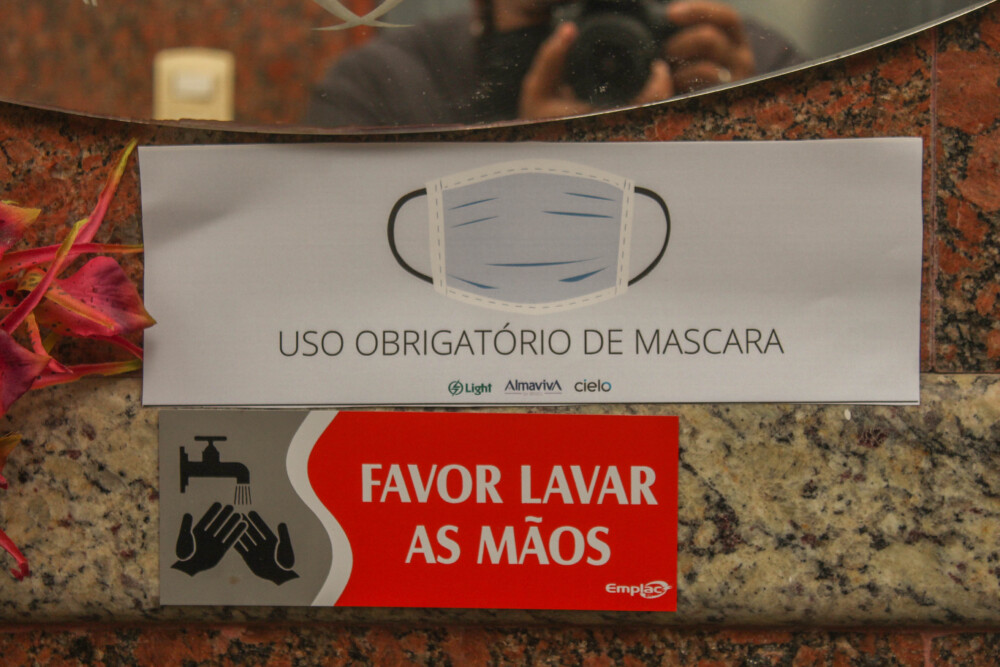 USO OBRIGATÓRIO DE MASCARA
Light AlmavivA cielo
FAVOR LAVAR
AS MÃOS
Emplac